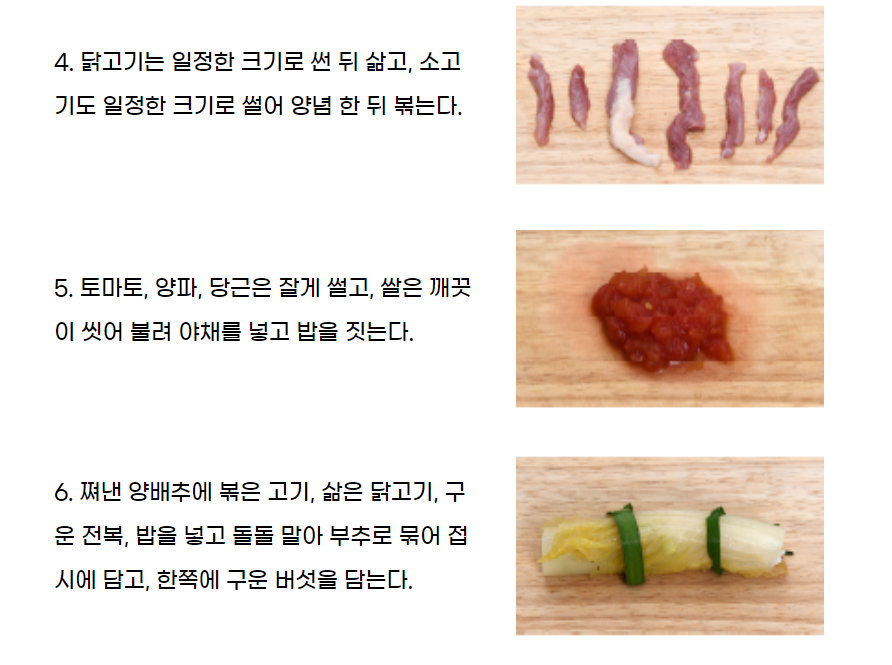 4. 닭고기는 일정한 크기로 썬 뒤 삶고, 소고
기도 일정한 크기로 썰어 양념 한 뒤 볶는다.
5. 토마토, 양파, 당근은 잘게 썰고, 쌀은 깨끗
이 씻어 불려 야채를 넣고 밥을 짓는다.
6. 쪄낸 양배추에 볶은 고기, 삶은 닭고기, 구
운 전복, 밥을 넣고 돌돌 말아 부추로 묶어 접
시에 담고, 한쪽에 구운 버섯을 담는다.